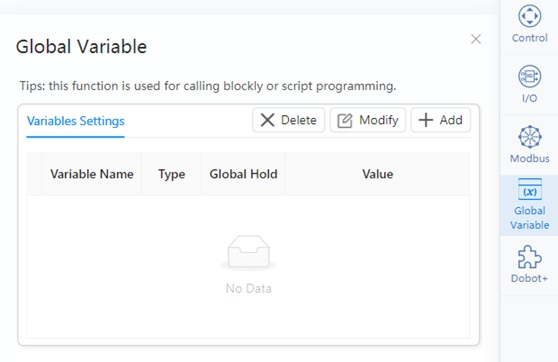 Global Variable
Tips: this function is used for calling blockly or script programming.
Variables Settings
Delete
Modify
Add
Variable Name
Type
Global Hold
Value
No Data
Control
I/O
Modbus
(x)
Global
Variable
Dobot+